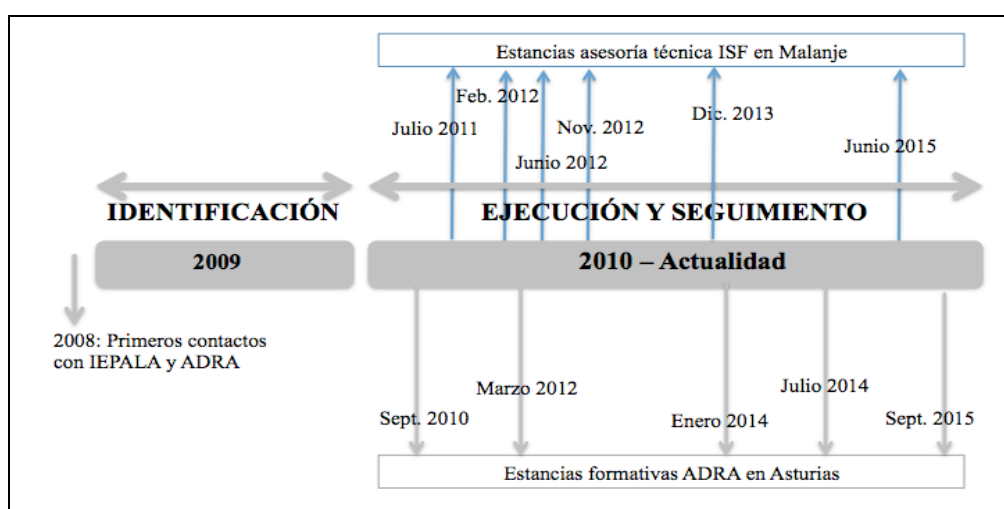 Estancias asesoría técnica ISF en Malanje
Feb. 2012
Dic. 2013
Julio 2011
Nov. 2012
Junio 2015
Junio 2012
IDENTIFICACIÓN
EJECUCIÓN Y SEGUIMIENTO
2009
2010 – Actualidad
2008: Primeros contactos
con IEPALA y ADRA
Marzo 2012
Julio 2014
Sept. 2010
Enero 2014
Sept. 2015
Estancias formativas ADRA en Asturias